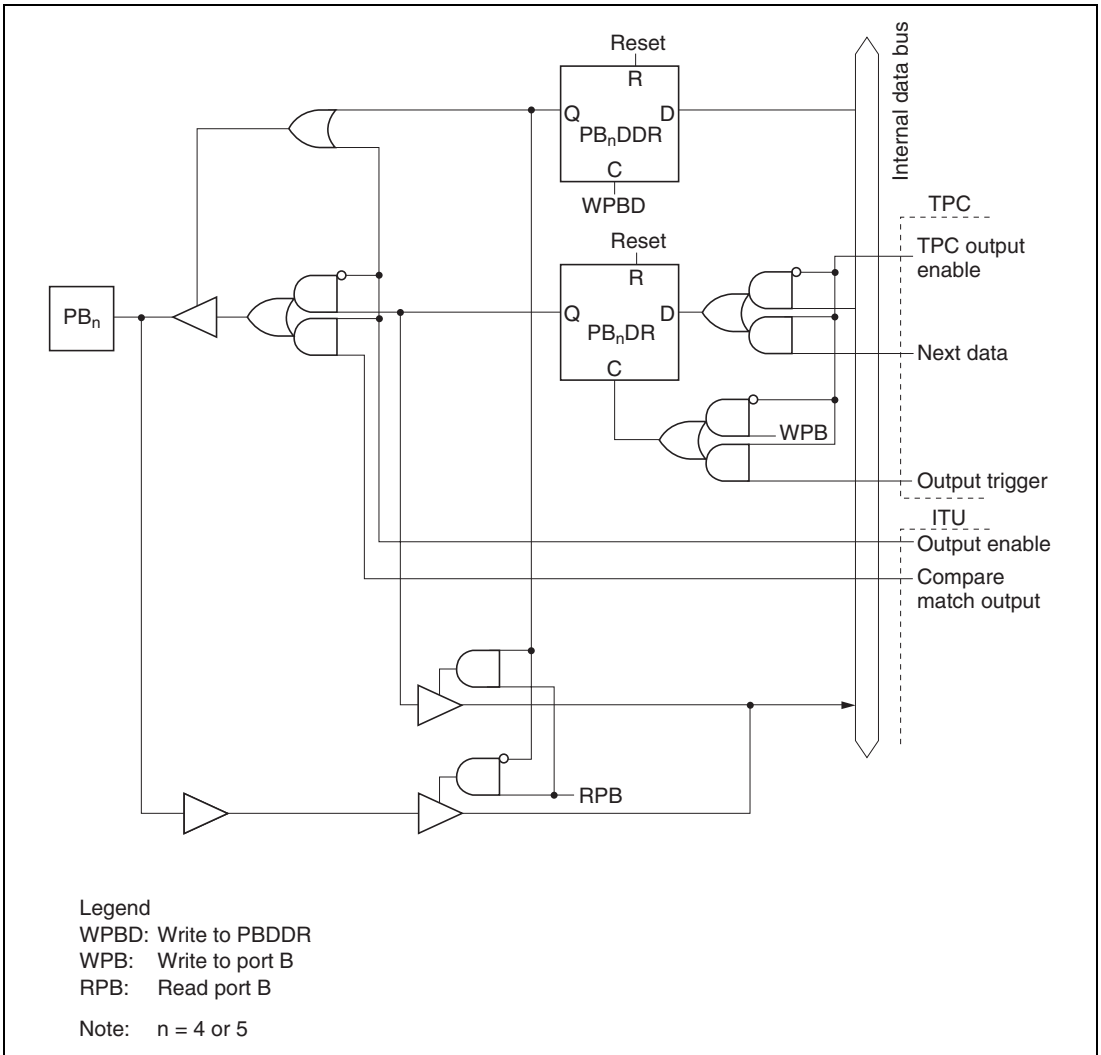 Reset
R
Q
D
PBnDDR
C
WPBD
Internal data bus
TPC
TPC output
enable
Reset
R
Q
D
PBnDR
C
PBn
Next data
WPB
Output trigger
ITU
Output enable
Compare
match output
RPB
Legend
WPBD: Write to PBDDR
WPB: Write to port B
RPB: Read port B
Note: n = 4 or 5